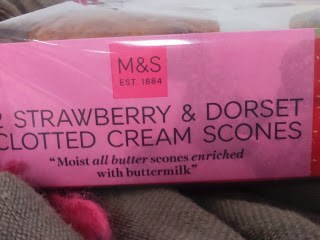 M&S
EST. 1884
2 STRAWBERRY & DORSET
CLOTTED CREAM SCONES
“Moist all butter scones enriched
with buttermilk”